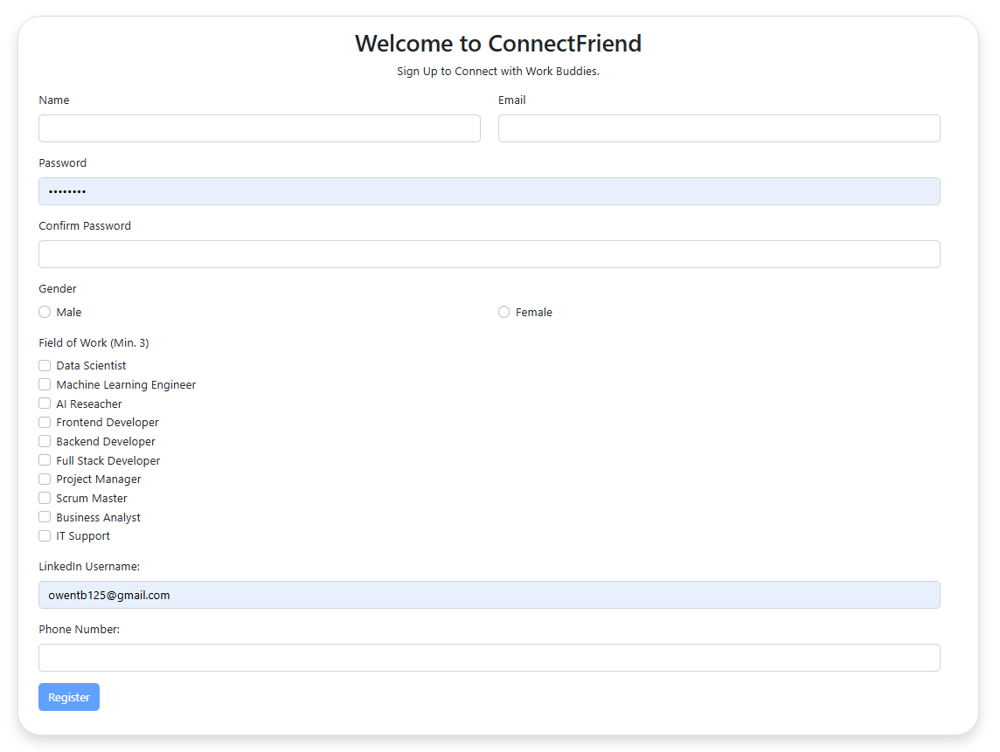 Welcome to ConnectFriend
Sign Up to Connect with Work Buddies.
Name
Email
Password
••••••••
Confirm Password
Gender
Male
Female
Field of Work (Min. 3)
Data Scientist
Machine Learning Engineer
AI Reseacher
Frontend Developer
Backend Developer
Full Stack Developer
Project Manager
Scrum Master
Business Analyst
IT Support
LinkedIn Username:
owentb125@gmail.com
Phone Number:
Register